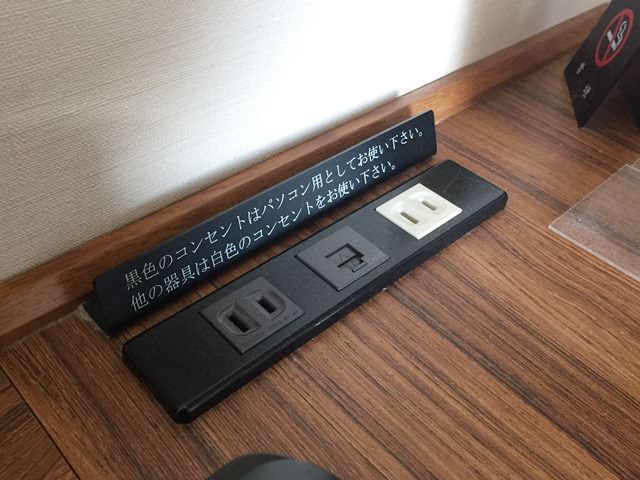 黒色のコンセントはパソコン用としてお使い下さい。
他の器具は白色のコンセントをお使い下さい。